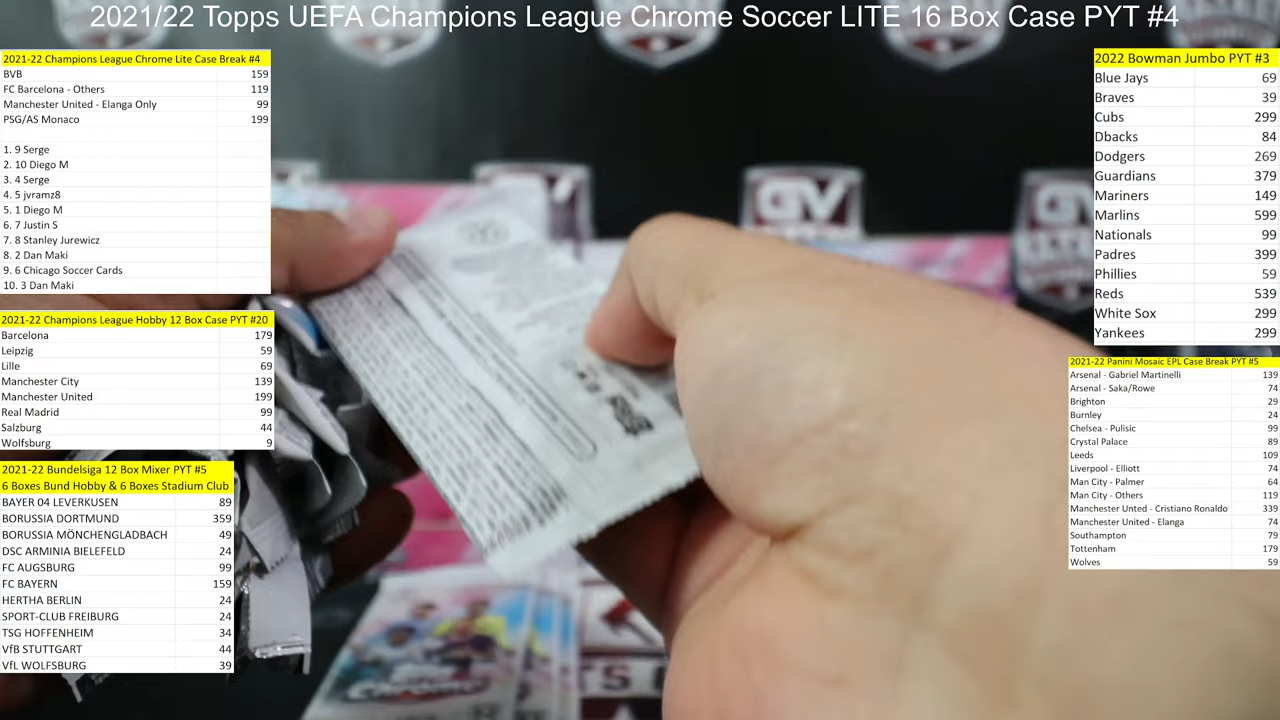 2021/22 Topps UEFA Champions League Chrome Soccer LITE 16 Box Case PYT #4
2021-22 Champions League Chrome Lite Case Break #4
BVB 159
FC Barcelona - Others 119
Manchester United - Elanga Only 99
PSG/AS Monaco 199
1. 9 Serge
2. 10 Diego M
3. 4 Serge
4. 5 jvramz8
5. 1 Diego M
6. 7 Justin S
7. 8 Stanley Jurewicz
8. 2 Dan Maki
9. 6 Chicago Soccer Cards
10. 3 Dan Maki
2021-22 Champions League Hobby 12 Box Case PYT #20
Barcelona 179
Leipzig 59
Lille 69
Manchester City 139
Manchester United 199
Real Madrid 99
Salzburg 44
Wolfsburg 9
2021-22 Bundelsiga 12 Box Mixer PYT #5
6 Boxes Bund Hobby & 6 Boxes Stadium Club
BAYER 04 LEVERKUSEN 89
BORUSSIA DORTMUND 359
BORUSSIA MÖNCHENGLADBACH 49
DSC ARMINIA BIELEFELD 24
FC AUGSBURG 99
FC BAYERN 159
HERTHA BERLIN 24
SPORT-CLUB FREIBURG 24
TSG HOFFENHEIM 34
VfB STUTTGART 44
VfL WOLFSBURG 39
2022 Bowman Jumbo PYT #3
Blue Jays 69
Braves 39
Cubs 299
Dbacks 84
Dodgers 269
Guardians 379
Mariners 149
Marlins 599
Nationals 99
Padres 399
Phillies 59
Reds 539
White Sox 299
Yankees 299
2021-22 Panini Mosaic EPL Case Break PYT #5
Arsenal - Gabriel Martinelli 139
Arsenal - Saka/Rowe 74
Brighton 29
Burnley 24
Chelsea - Pulisic 99
Crystal Palace 89
Leeds 109
Liverpool - Elliott 74
Man City - Palmer 64
Man City - Others 119
Manchester Unted - Cristiano Ronaldo 339
Manchester United - Elanga 74
Southampton 79
Tottenham 179
Wolves 59
GV
GV